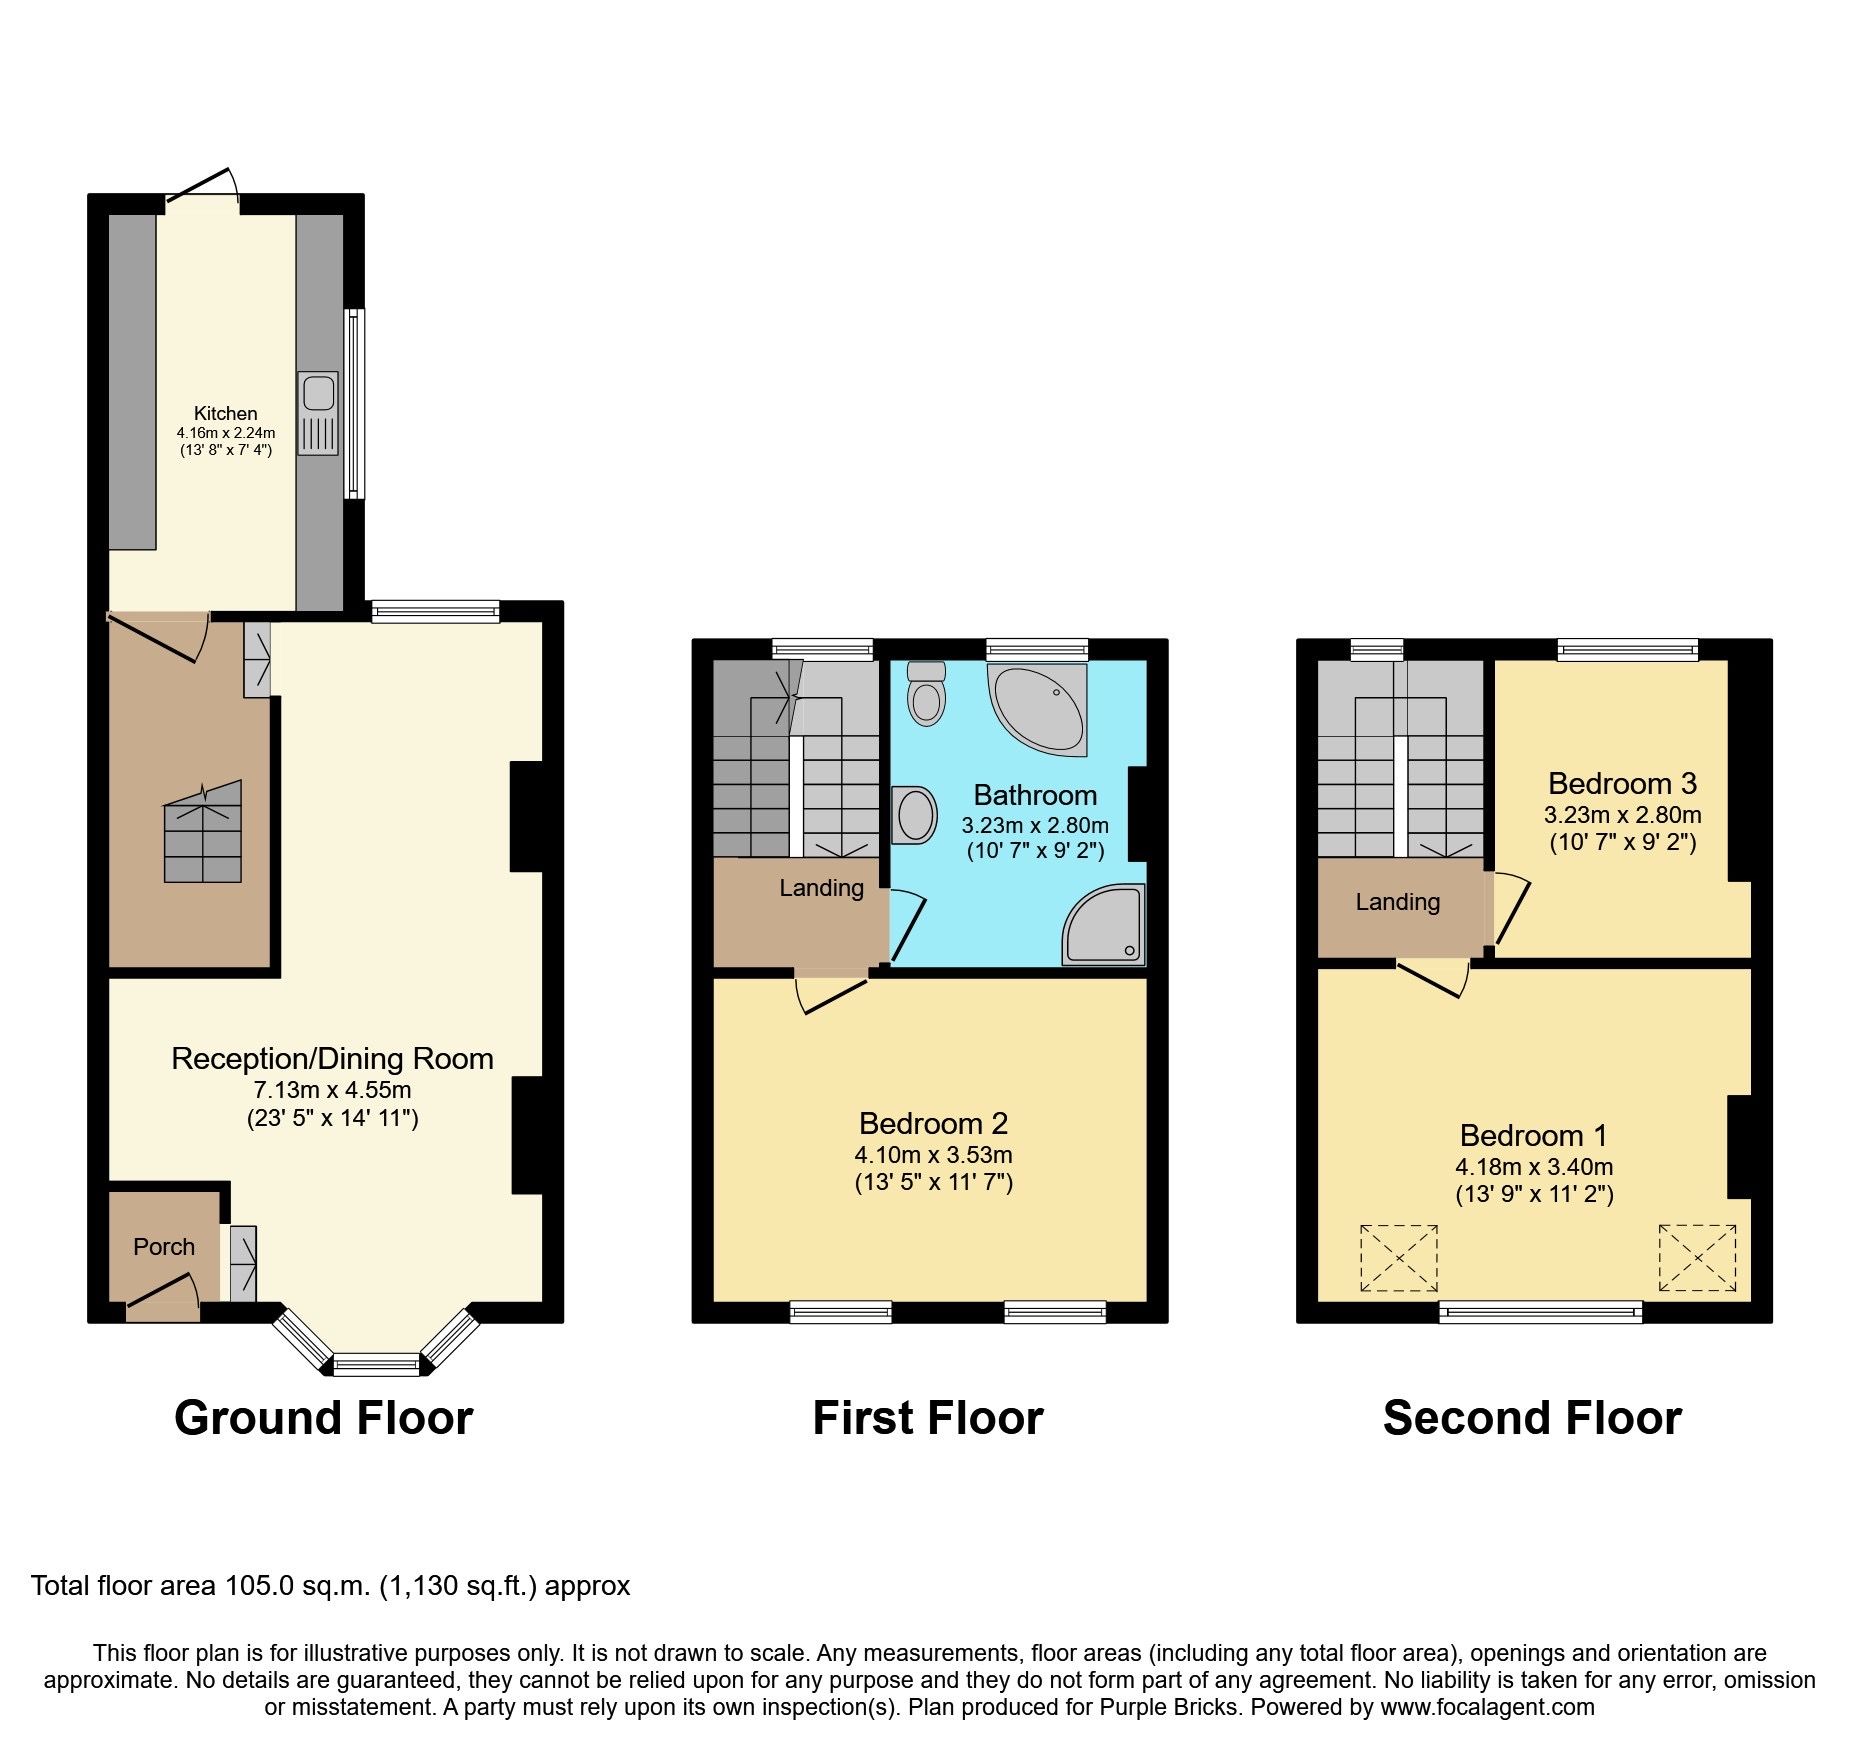 Kitchen
4.16m x 2.24m
(13' 8" x 7' 4")
Reception/Dining Room
7.13m x 4.55m
(23' 5" x 14' 11")
Porch
Ground Floor
Landing
Bathroom
3.23m x 2.80m
(10' 7" x 9' 2")
Bedroom 2
4.10m x 3.53m
(13' 5" x 11' 7")
First Floor
Landing
Bedroom 3
3.23m x 2.80m
(10' 7" x 9' 2")
Bedroom 1
4.18m x 3.40m
(13' 9" x 11' 2")
Second Floor
Total floor area 105.0 sq.m. (1,130 sq.ft.) approx
This floor plan is for illustrative purposes only. It is not drawn to scale. Any measurements, floor areas (including any total floor area), openings and orientation are
approximate. No details are guaranteed, they cannot be relied upon for any purpose and they do not form part of any agreement. No liability is taken for any error, omission
or misstatement. A party must rely upon its own inspection(s). Plan produced for Purple Bricks. Powered by www.focalagent.com